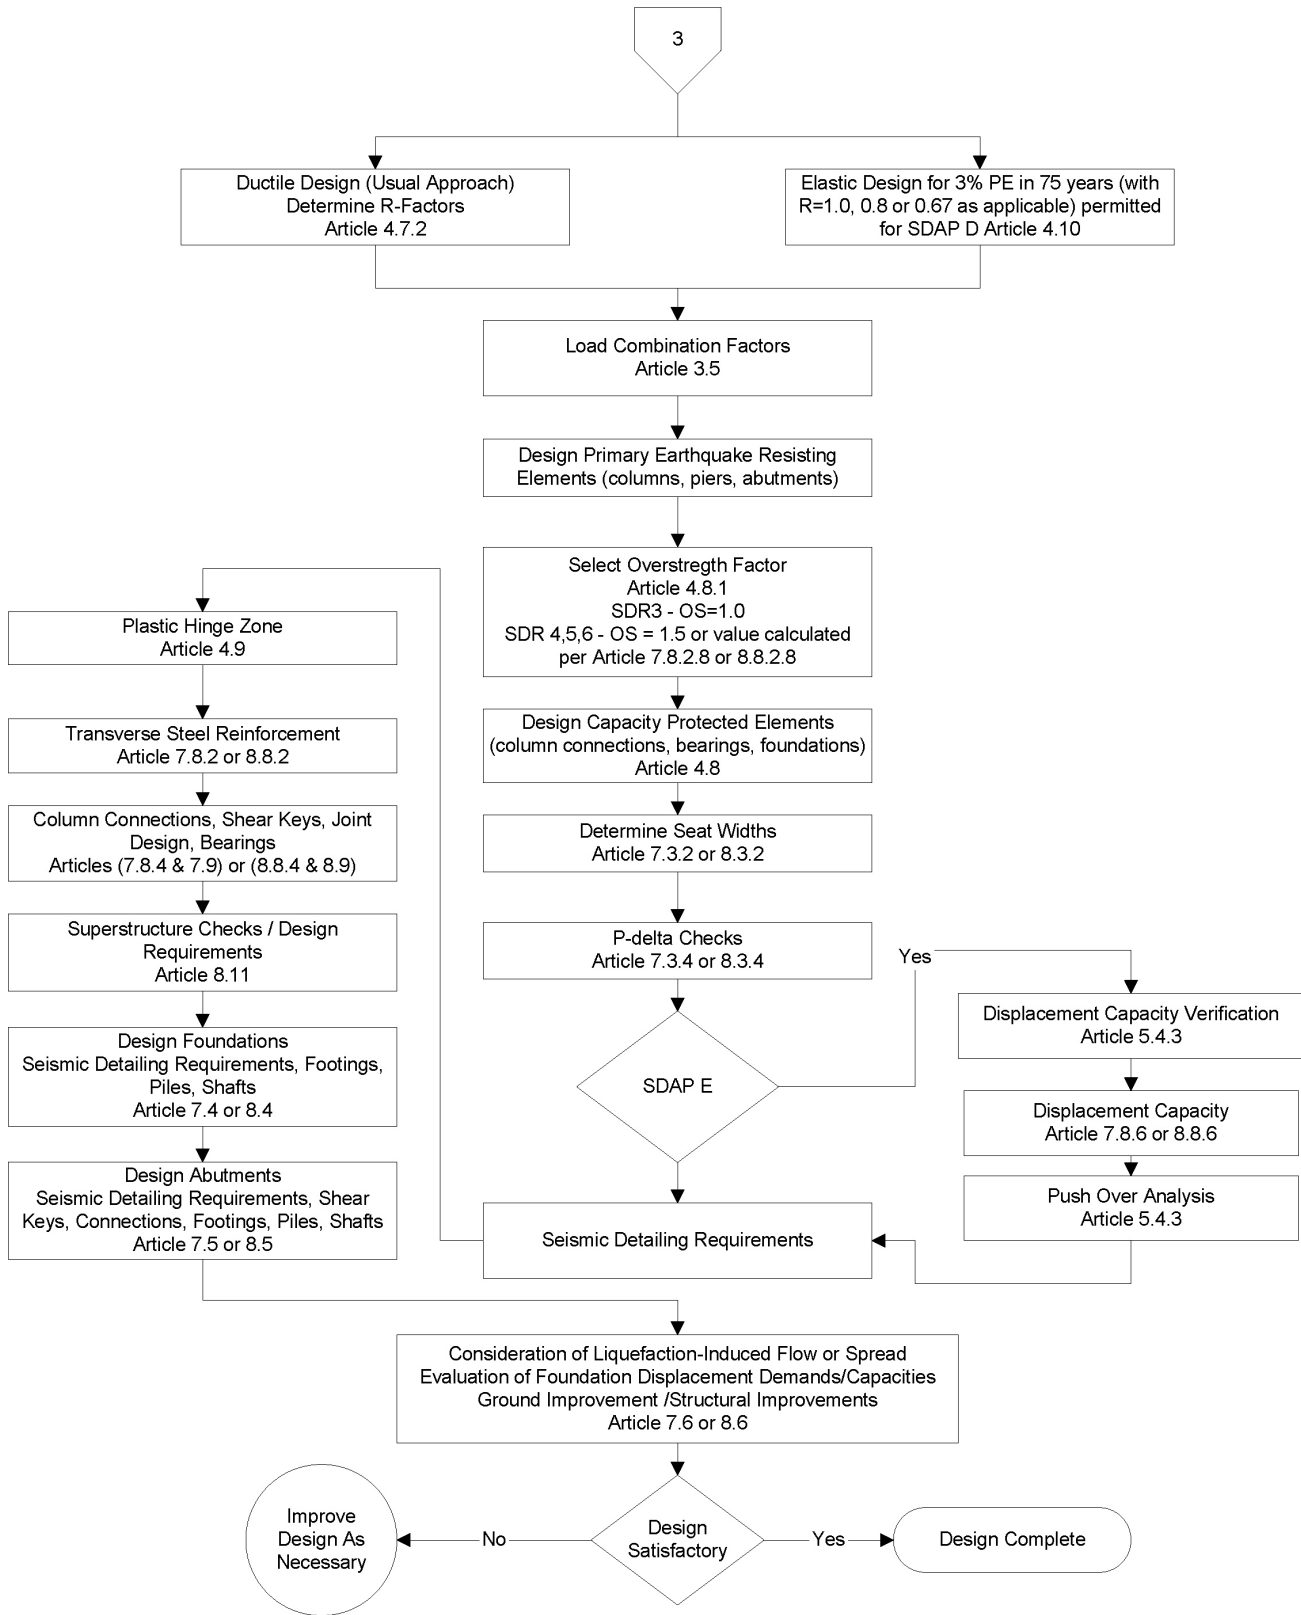 3
Ductile Design (Usual Approach)
Determine R-Factors
Article 4.7.2
Elastic Design for 3% PE in 75 years (with
R=1.0, 0.8 or 0.67 as applicable) permitted
for SDAP D Article 4.10
Load Combination Factors
Article 3.5
Design Primary Earthquake Resisting
Elements (columns, piers, abutments)
Select Overstregth Factor
Article 4.8.1
SDR3 - OS=1.0
SDR 4,5,6 - OS = 1.5 or value calculated
per Article 7.8.2.8 or 8.8.2.8
Design Capacity Protected Elements
(column connections, bearings, foundations)
Article 4.8
Determine Seat Widths
Article 7.3.2 or 8.3.2
P-delta Checks
Article 7.3.4 or 8.3.4
SDAP E
Yes
Displacement Capacity Verification
Article 5.4.3
Displacement Capacity
Article 7.8.6 or 8.8.6
Push Over Analysis
Article 5.4.3
Seismic Detailing Requirements
Plastic Hinge Zone
Article 4.9
Transverse Steel Reinforcement
Article 7.8.2 or 8.8.2
Column Connections, Shear Keys, Joint
Design, Bearings
Articles (7.8.4 & 7.9) or (8.8.4 & 8.9)
Superstructure Checks / Design
Requirements
Article 8.11
Design Foundations
Seismic Detailing Requirements, Footings,
Piles, Shafts
Article 7.4 or 8.4
Design Abutments
Seismic Detailing Requirements, Shear
Keys, Connections, Footings, Piles, Shafts
Article 7.5 or 8.5
Consideration of Liquefaction-Induced Flow or Spread
Evaluation of Foundation Displacement Demands/Capacities
Ground Improvement /Structural Improvements
Article 7.6 or 8.6
Design
Satisfactory
No
Improve
Design As
Necessary
Yes
Design Complete